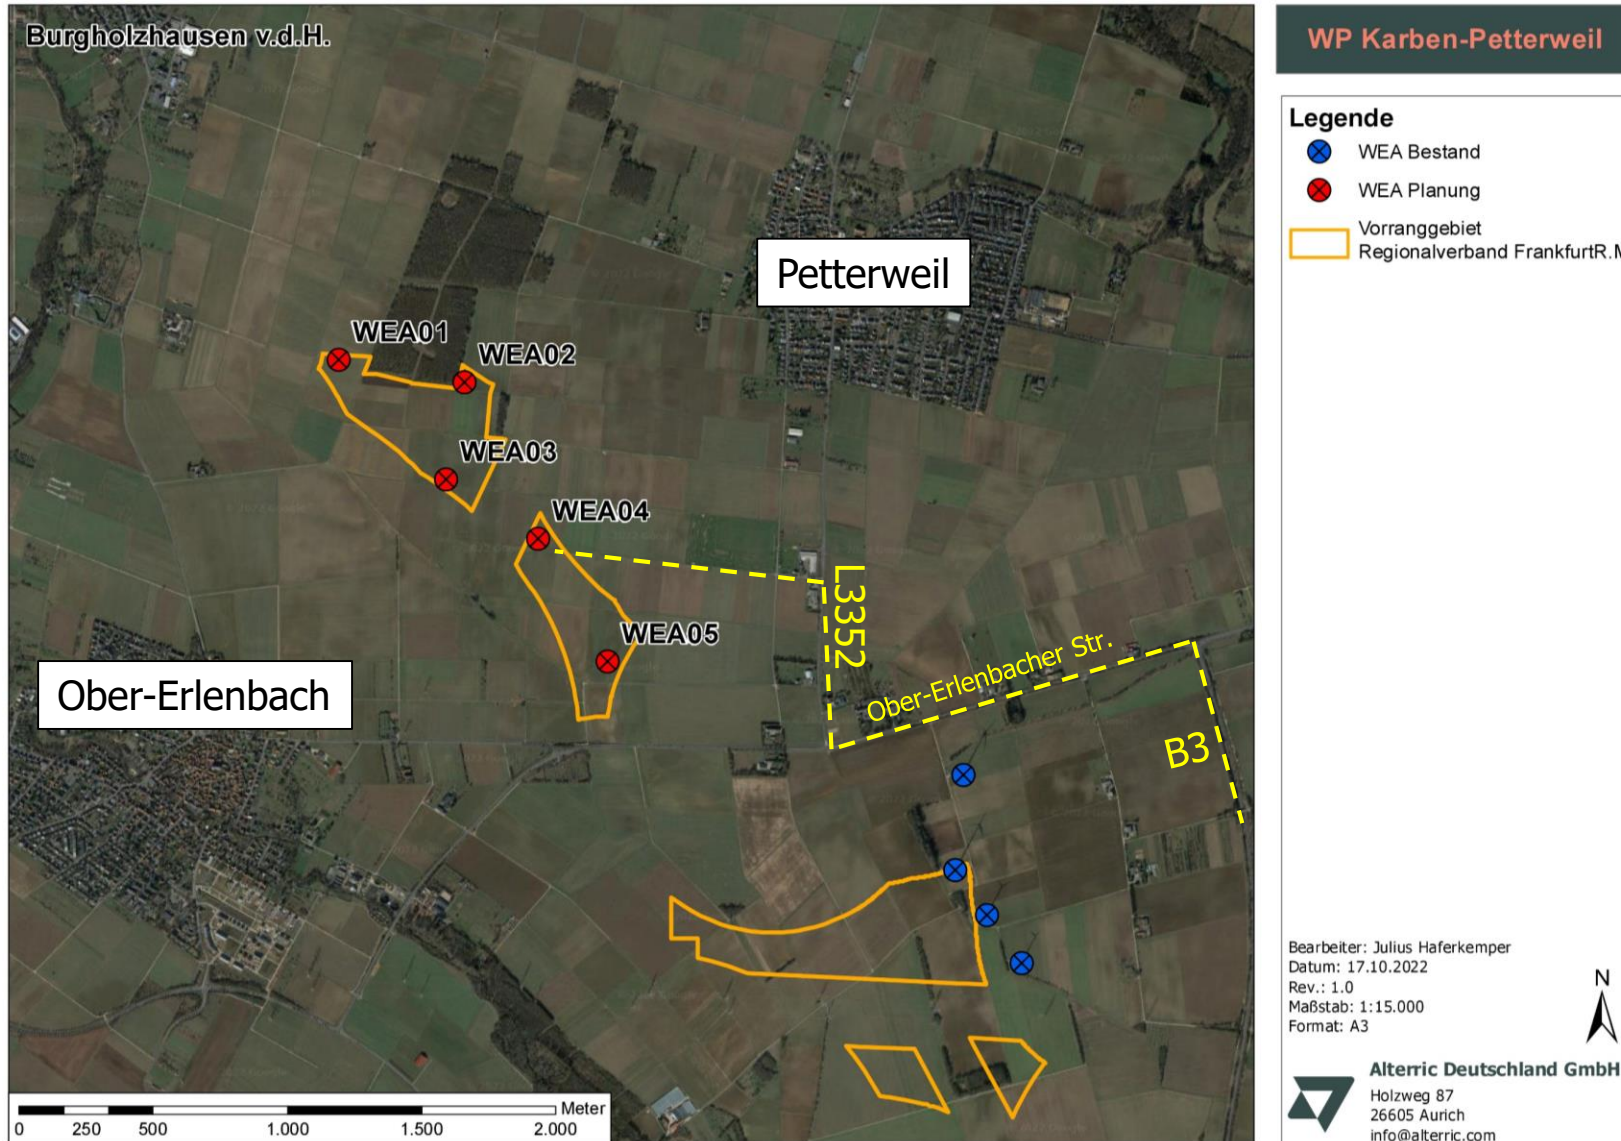 Burgholzhausen v.d.H.
WP Karben-Petterweil
Legende
WEA Bestand
WEA Planung
Vorranggebiet
Regionalverband FrankfurtR.M
Petterweil
WEA01
WEA02
WEA03
WEA04
WEA05
L3352
Ober-Erlenbacher Str.
B3
Ober-Erlenbach
Bearbeiter: Julius Haferkemper
Datum: 17.10.2022
Rev.: 1.0
Maßstab: 1:15.000
Format: A3
N
Alterric Deutschland GmbH
Holzweg 87
26605 Aurich
info@alterric.com
Meter
0 250 500 1.000 1.500 2.000